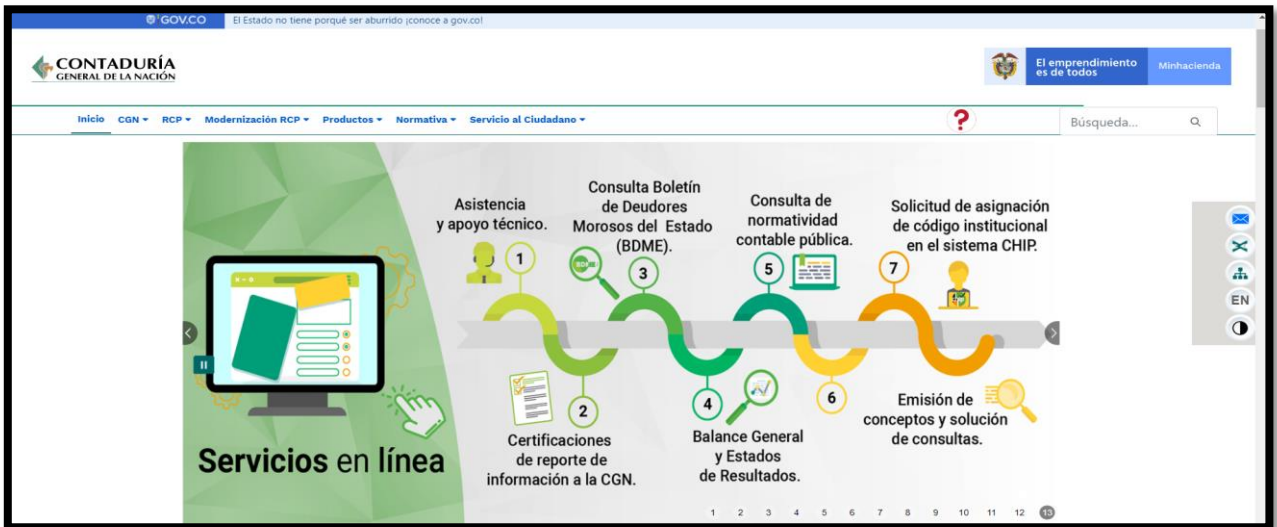 GOV.CO
El Estado no tiene porqué ser aburrido ¡conoce a gov.co!
CONTADURÍA
GENERAL DE LA NACIÓN
El emprendimiento
es de todos
Minhacienda
Inicio
CGN
RCP
Modernización RCP
Productos
Normativa
Servicio al Ciudadano
?
Búsqueda...
Asistencia
y apoyo técnico.
1
Certificaciones
de reporte de
información a la CGN.
2
Consulta Boletín
de Deudores
Morosos del Estado
(BDME).
BDME
3
Balance General
y Estados
de Resultados.
4
Consulta de
normatividad
contable pública.
5
6
Emisión de
conceptos y solución
de consultas.
Solicitud de asignación
de código institucional
en el sistema CHIP.
7
Servicios en línea
EN
1 2 3 4 5 6 7 8 9 10 11 12 13